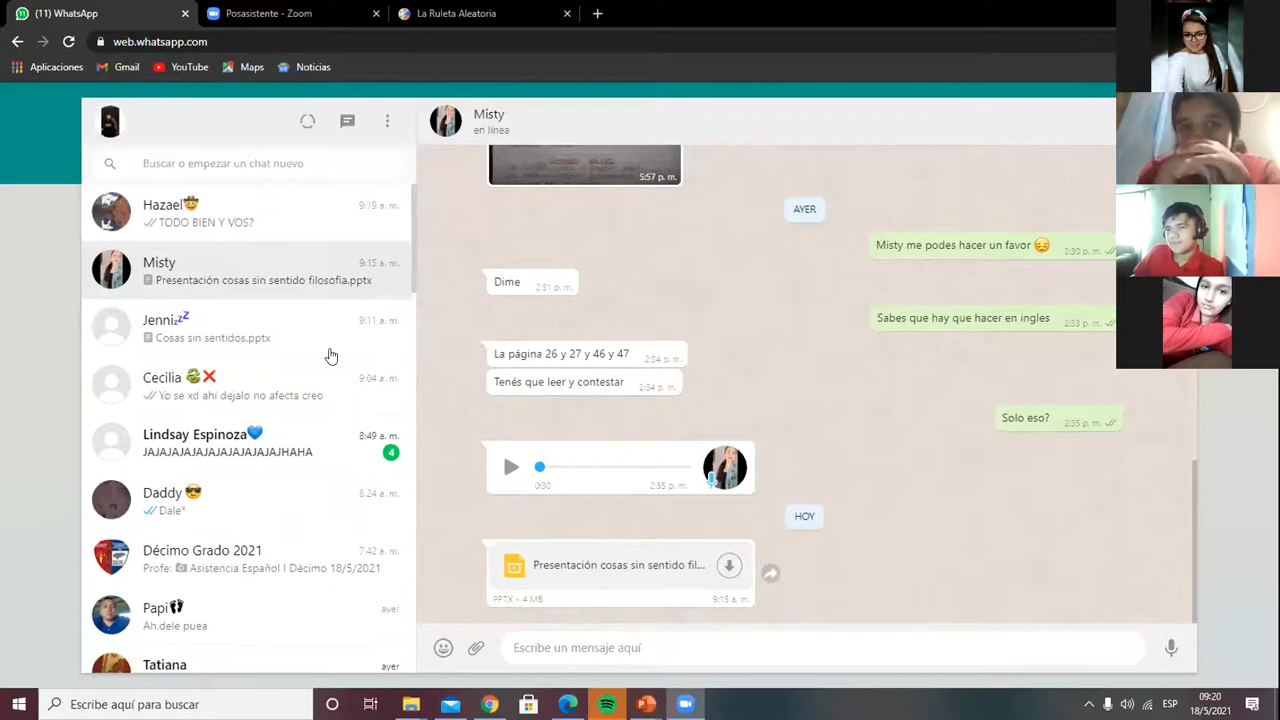 (11) WhatsApp
Posasistente - Zoom
La Ruleta Aleatoria
web.whatsapp.com
Aplicaciones
Gmail
YouTube
Maps
Noticias
Buscar o empezar un chat nuevo
Hazael🤠
9:19 a. m.
TODO BIEN Y VOS?
Misty
9:15 a. m.
Presentación cosas sin sentido filosofia.pptx
Jenni💤
9:11 a. m.
Cosas sin sentidos.pptx
Cecilia 🐲❌
9:04 a. m.
Yo se xd ahí dejalo no afecta creo
Lindsay Espinoza💙
8:49 a. m.
JAJAJAJAJAJAJAJAJAJAJHAHA
4
Daddy 😎
8:24 a. m.
Dale*
Décimo Grado 2021
7:42 a. m.
Profe: 📷 Asistencia Español I Décimo 18/5/2021
Papi👣
ayer
Ah.dele puea
Tatiana
ayer
Misty
en línea
5:57 p. m.
AYER
Misty me podes hacer un favor 😔
2:30 p. m.
Dime
2:31 p. m.
Sabes que hay que hacer en ingles
2:33 p. m.
La página 26 y 27 y 46 y 47
2:34 p. m.
Tenés que leer y contestar
2:34 p. m.
Solo eso?
2:35 p. m.
0:30
2:35 p. m.
HOY
Presentación cosas sin sentido fil...
PPTX • 4 MB
9:15 a. m.
Escribe un mensaje aquí
Escribe aquí para buscar
ESP
09:20
18/5/2021